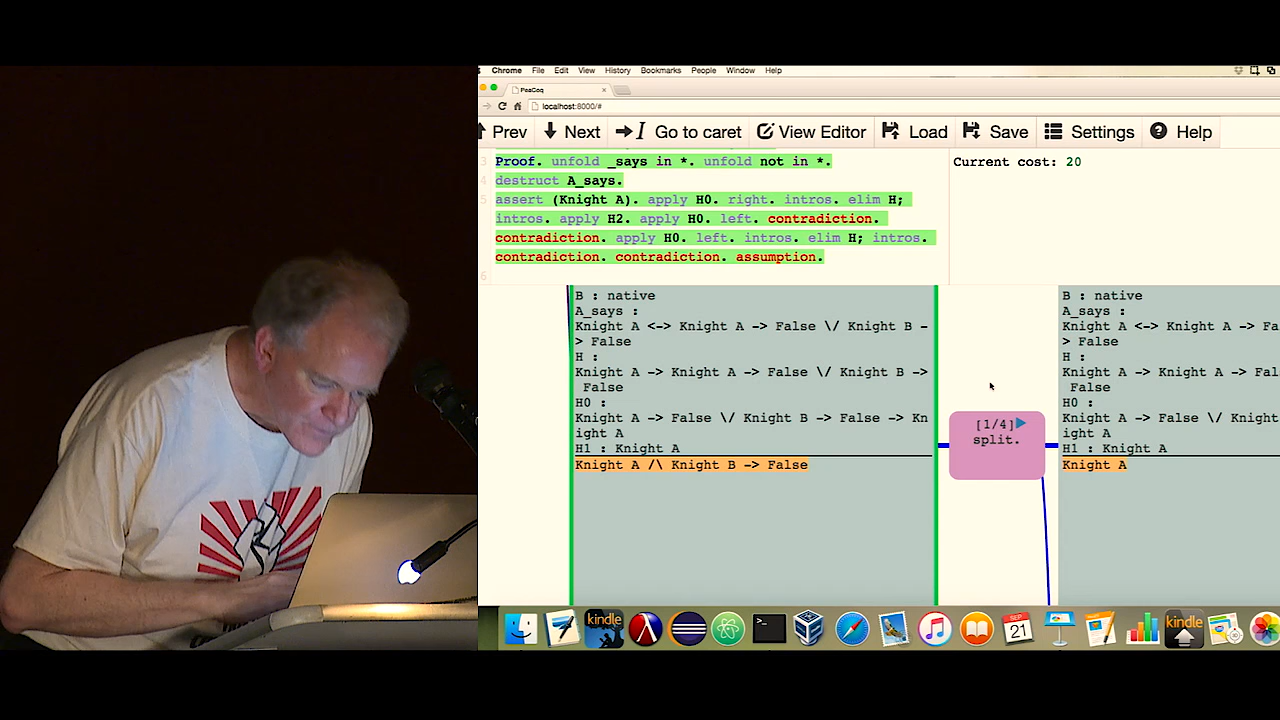 Chrome File Edit View History Bookmarks People Window Help
PeaCoq
localhost:8000/#
Prev Next Go to caret View Editor Load Save Settings Help
3 Proof. unfold _says in *. unfold not in *.
4 destruct A_says.
5 assert (Knight A). apply H0. right. intros. elim H;
intros. apply H2. apply H0. left. contradiction.
contradiction. apply H0. left. intros. elim H; intros.
contradiction. contradiction. assumption.
6
Current cost: 20
B : native
A_says :
Knight A <-> Knight A -> False \/ Knight B -
> False
H :
Knight A -> Knight A -> False \/ Knight B ->
False
H0 :
Knight A -> False \/ Knight B -> False -> Kn
ight A
H1 : Knight A
Knight A /\ Knight B -> False
[1/4]
split.
B : native
A_says :
Knight A <-> Knight A -> Fa
> False
H :
Knight A -> Knight A -> Fal
False
H0 :
Knight A -> False \/ Knight
ight A
H1 : Knight A
Knight A
kindle
SEP
21
kindle